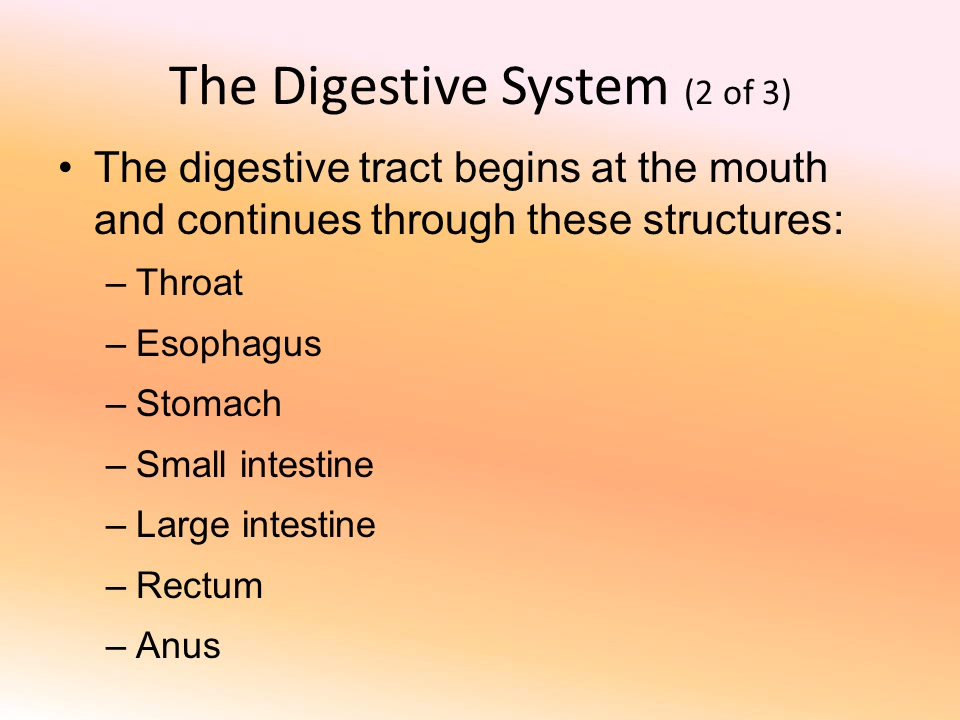 The Digestive System (2 of 3)
• The digestive tract begins at the mouth
and continues through these structures:
– Throat
– Esophagus
– Stomach
– Small intestine
– Large intestine
– Rectum
– Anus